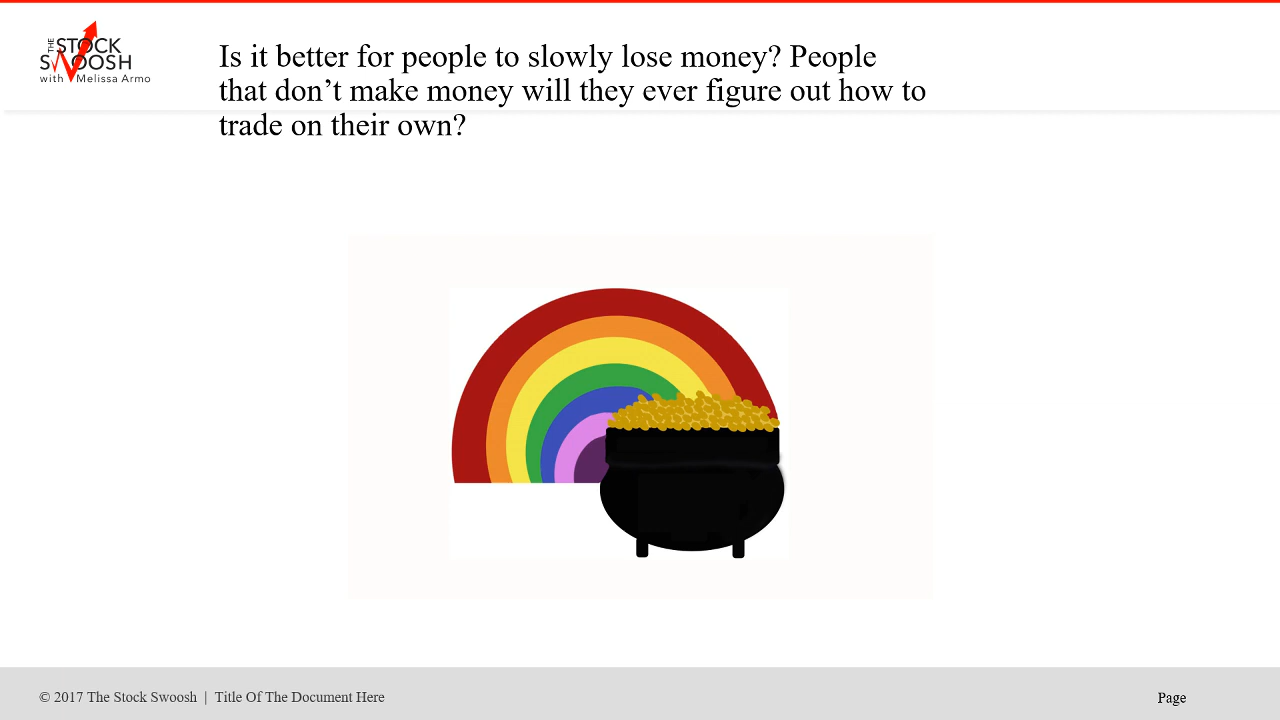 THE
STOCK
SWOOSH
with Melissa Armo
Is it better for people to slowly lose money? People
that don’t make money will they ever figure out how to
trade on their own?
© 2017 The Stock Swoosh | Title Of The Document Here
Page